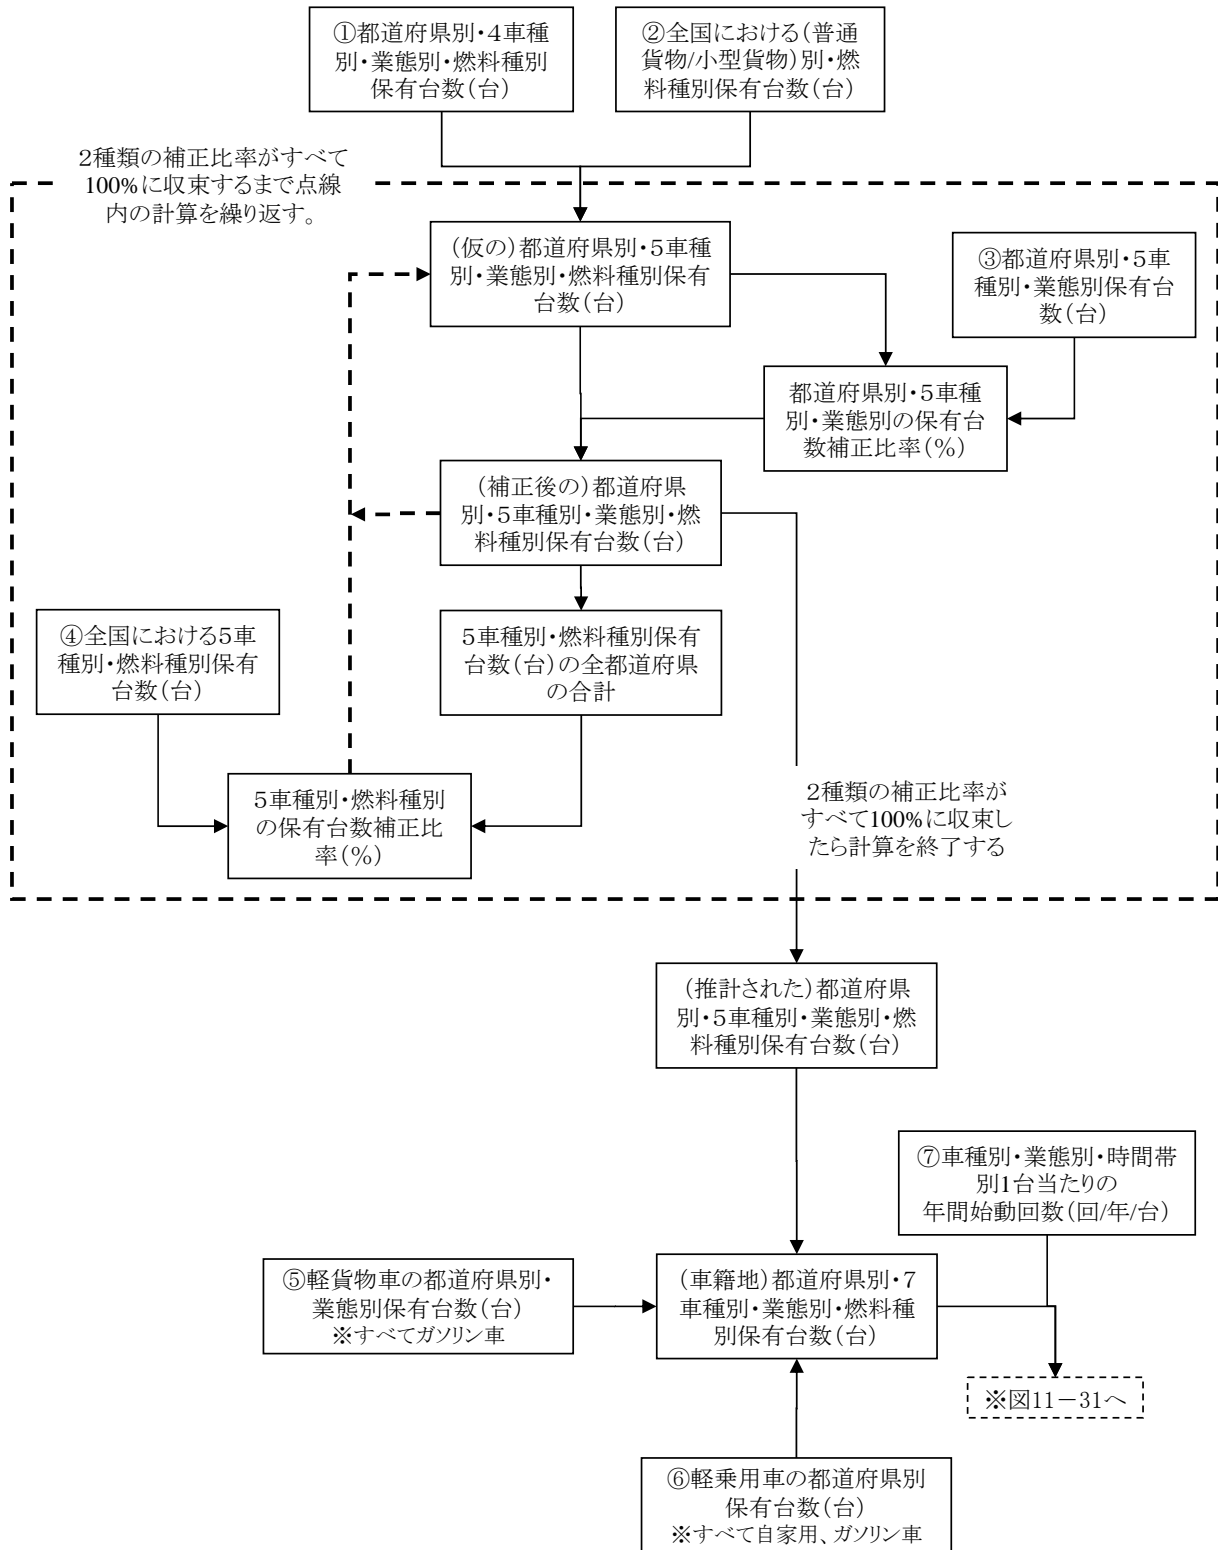 ①都道府県別・4車種
別・業態別・燃料種別
保有台数(台)
②全国における(普通
貨物/小型貨物)別・燃
料種別保有台数(台)
2種類の補正比率がすべて
100%に収束するまで点線
内の計算を繰り返す。
(仮の)都道府県別・5車種
別・業態別・燃料種別保有
台数(台)
③都道府県別・5車
種別・業態別保有台
数(台)
都道府県別・5車種
別・業態別の保有台
数補正比率(%)
(補正後の)都道府県
別・5車種別・業態別・燃
料種別保有台数(台)
④全国における5車
種別・燃料種別保有
台数(台)
5車種別・燃料種別保有
台数(台)の全都道府県
の合計
5車種別・燃料種別
の保有台数補正比
率(%)
2種類の補正比率が
すべて100%に収束し
たら計算を終了する
(推計された)都道府県
別・5車種別・業態別・燃
料種別保有台数(台)
⑦車種別・業態別・時間帯
別1台当たりの
年間始動回数(回/年/台)
⑤軽貨物車の都道府県別・
業態別保有台数(台)
※すべてガソリン車
(車籍地)都道府県別・7
車種別・業態別・燃料種
別保有台数(台)
※図11-31へ
⑥軽乗用車の都道府県別
保有台数(台)
※すべて自家用、ガソリン車